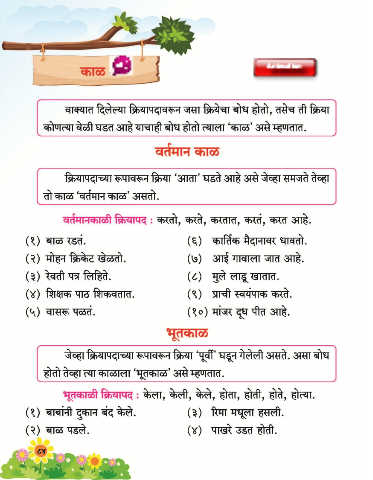 काळ
वाक्यात दिलेल्या क्रियापदावरून जसा क्रियेचा बोध होतो, तसेच ती क्रिया
कोणत्या वेळी घडत आहे याचाही बोध होतो त्याला ‘काळ’ असे म्हणतात.
वर्तमान काळ
क्रियापदाच्या रूपावरून क्रिया ‘आता’ घडते आहे असे जेव्हा समजते तेव्हा
तो काळ ‘वर्तमान काळ’ असतो.
वर्तमानकाळी क्रियापद : करतो, करते, करतात, करतं, करत आहे.
(१) बाळ रडतं.
(२) मोहन क्रिकेट खेळतो.
(३) रेवती पत्र लिहिते.
(४) शिक्षक पाठ शिकवतात.
(५) वासरू पळतं.
(६) कार्तिक मैदानावर धावतो.
(७) आई गावाला जात आहे.
(८) मुले लाडू खातात.
(९) प्राची स्वयंपाक करते.
(१०) मांजर दूध पीत आहे.
भूतकाळ
जेव्हा क्रियापदाच्या रूपावरून क्रिया ‘पूर्वी’ घडून गेलेली असते. असा बोध
होतो तेव्हा त्या काळाला ‘भूतकाळ’ असे म्हणतात.
भूतकाळी क्रियापद : केला, केली, केले, होता, होती, होते, होत्या.
(१) बाबांनी दुकान बंद केले.
(२) बाळ पडले.
(३) रिमा मधूला हसली.
(४) पाखरे उडत होती.